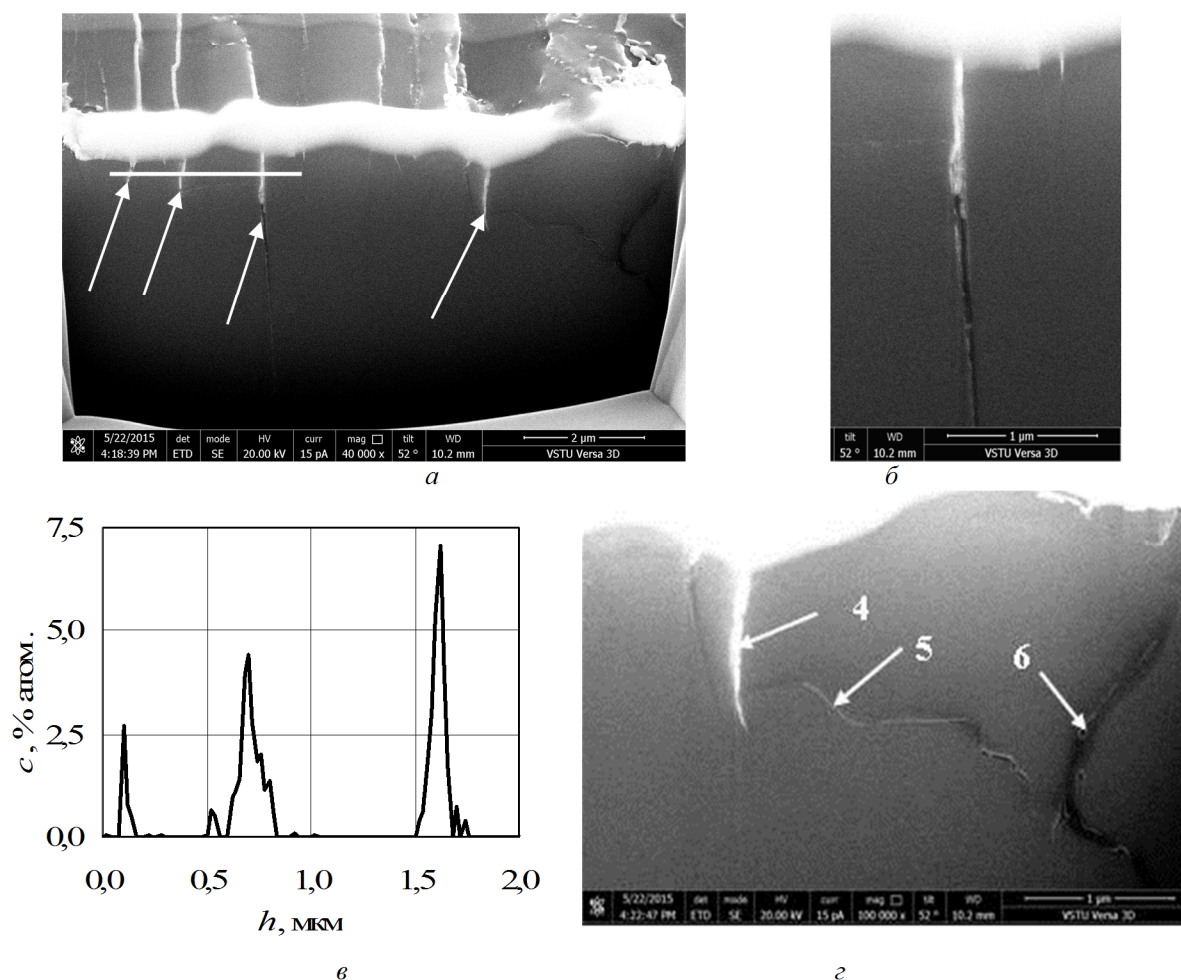 5/22/2015 det mode HV curr mag tilt WD 2 µm
4:18:39 PM ETD SE 20.00 kV 15 pA 40 000 x 52 ° 10.2 mm VSTU Versa 3D
а
tilt WD 1 µm
52 ° 10.2 mm VSTU Versa 3D
б
7,5
5,0
2,5
0,0
c, % атом.
0,0 0,5 1,0 1,5 2,0
h, мкм
в
4
5
6
5/22/2015 det mode HV curr mag tilt WD 1 µm
4:22:47 PM ETD SE 20.00 kV 15 pA 100 000 x 52 ° 10.2 mm VSTU Versa 3D
г